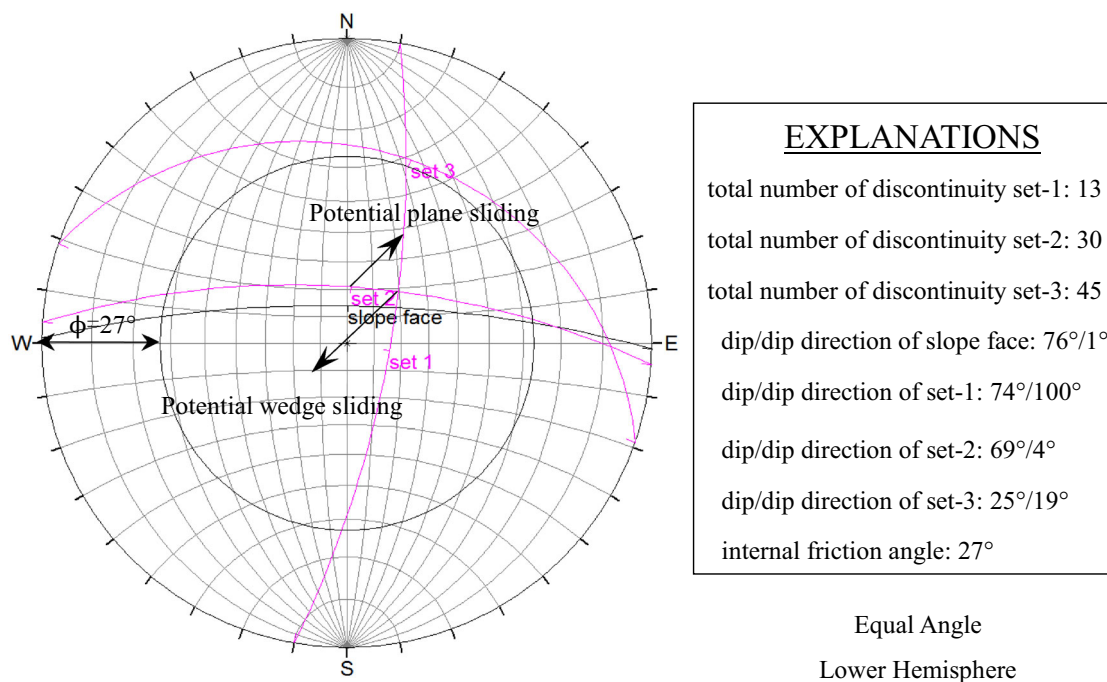 N
set 3
Potential plane sliding
set 2
slope face
ϕ=27°
W
E
set 1
Potential wedge sliding
S
EXPLANATIONS
total number of discontinuity set-1: 13
total number of discontinuity set-2: 30
total number of discontinuity set-3: 45
dip/dip direction of slope face: 76°/1°
dip/dip direction of set-1: 74°/100°
dip/dip direction of set-2: 69°/4°
dip/dip direction of set-3: 25°/19°
internal friction angle: 27°
Equal Angle
Lower Hemisphere